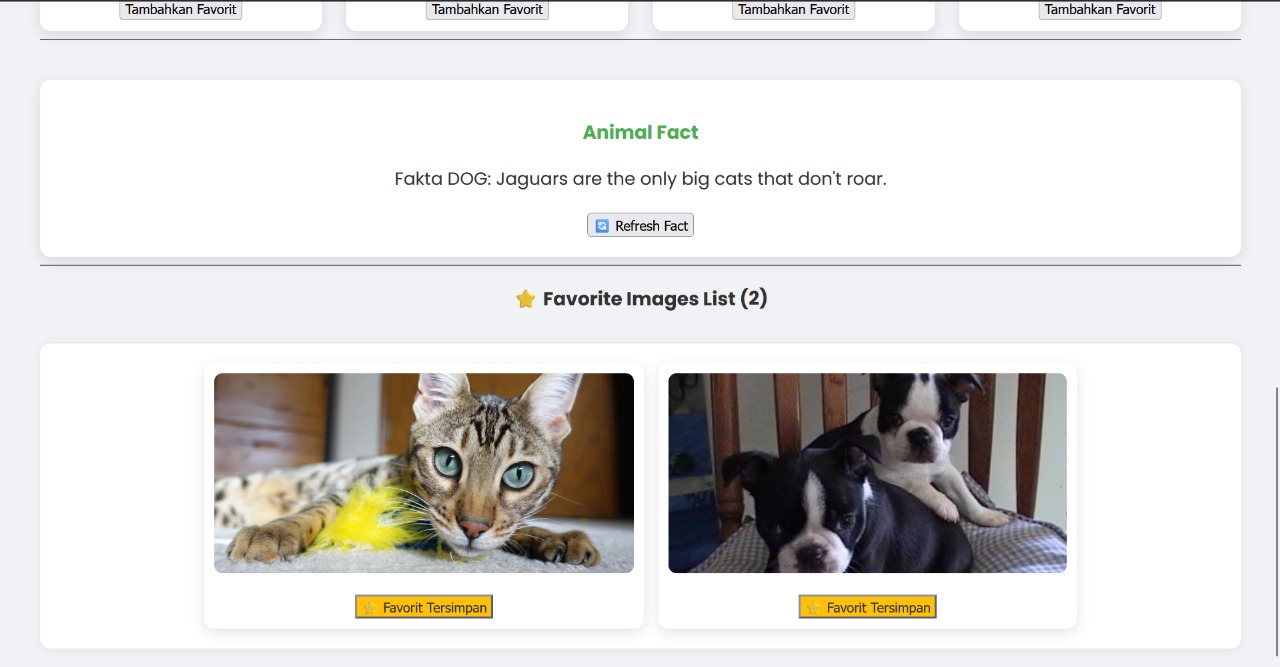 Tambahkan Favorit
Tambahkan Favorit
Tambahkan Favorit
Tambahkan Favorit
Animal Fact
Fakta DOG: Jaguars are the only big cats that don't roar.
🔄 Refresh Fact
⭐ Favorite Images List (2)
⭐ Favorit Tersimpan
⭐ Favorit Tersimpan